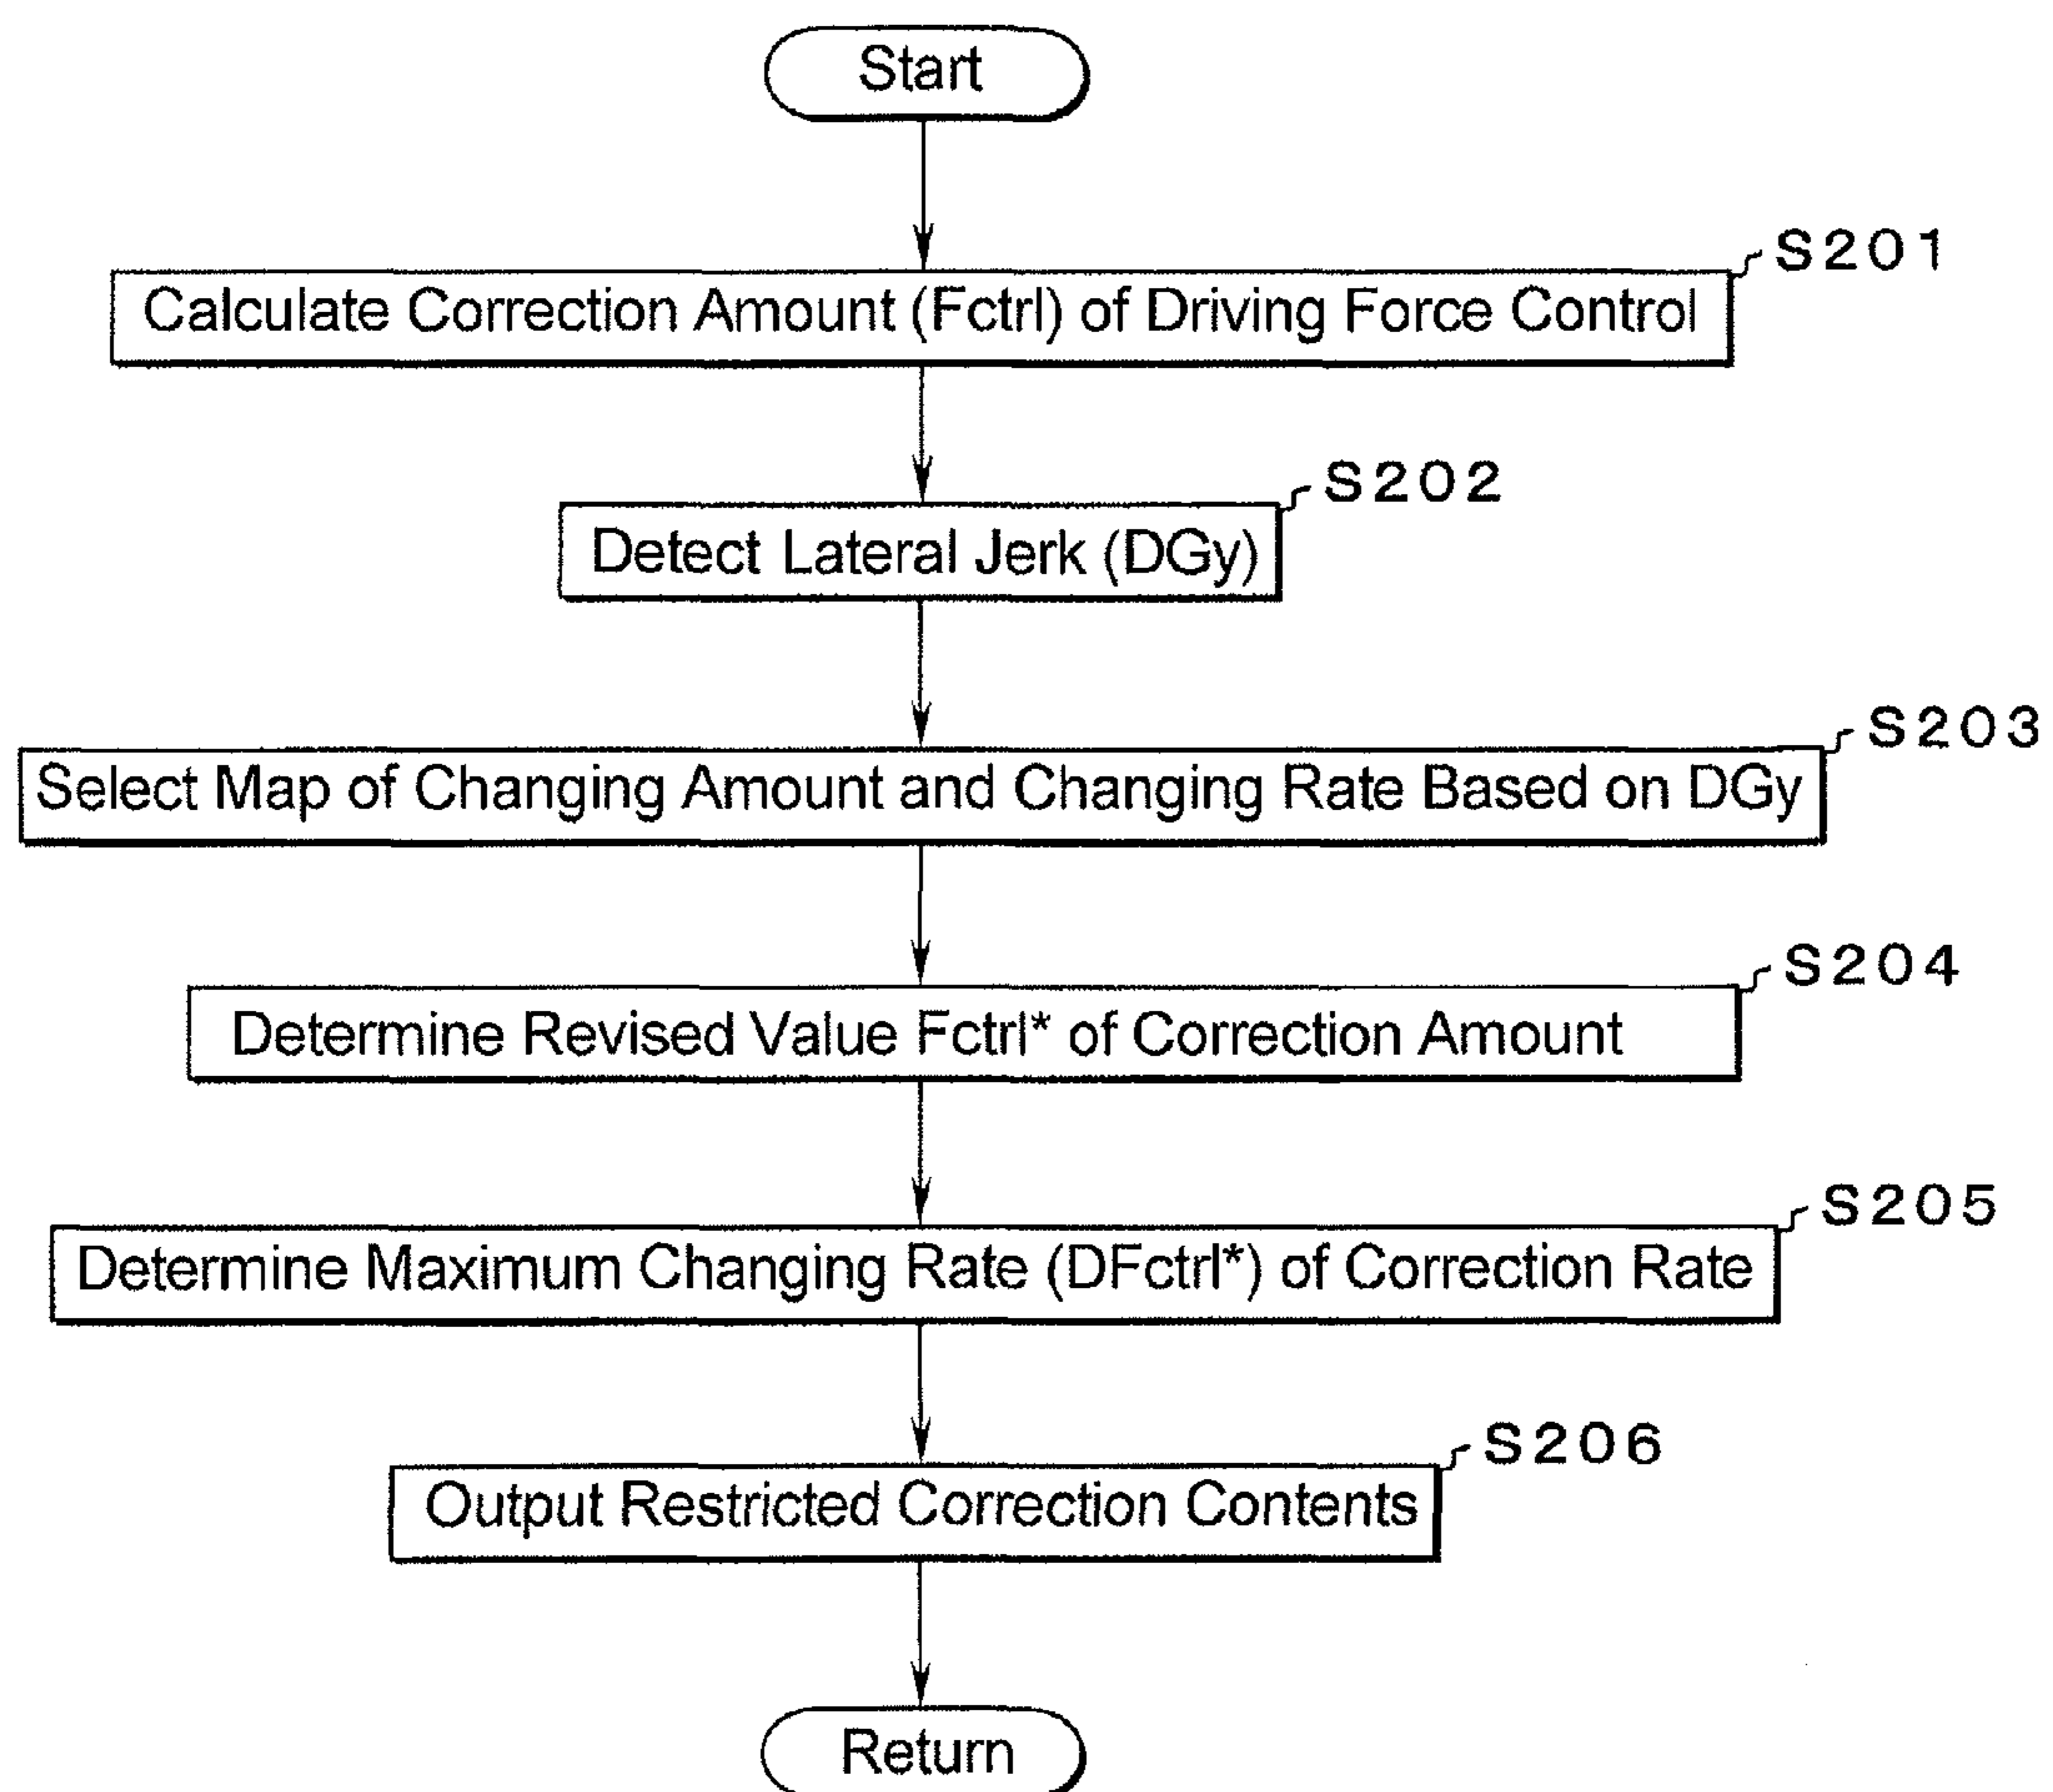 Start
S201
Calculate Correction Amount (Fctrl) of Driving Force Control
S202
Detect Lateral Jerk (DGy)
S203
Select Map of Changing Amount and Changing Rate Based on DGy
S204
Determine Revised Value Fctrl* of Correction Amount
S205
Determine Maximum Changing Rate (DFctrl*) of Correction Rate
S206
Output Restricted Correction Contents
Return